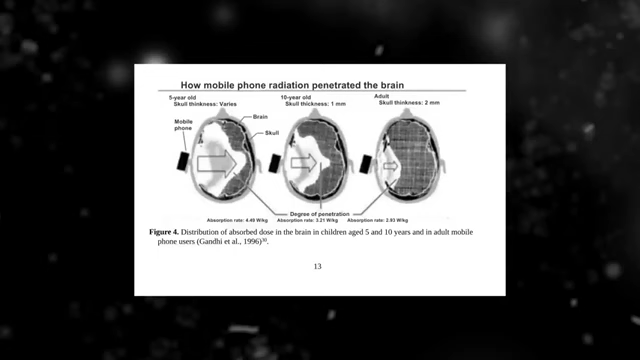 How mobile phone radiation penetrated the brain
5-year old
Skull thinkness: Varies
10-year old
Skull thickness: 1 mm
Adult
Skull thinkness: 2 mm
Mobile
phone
Brain
Skull
Degree of penetration
Absorption rate: 4.49 W/kg
Absorption rate: 3.21 W/kg
Absorption rate: 2.93 W/kg
Figure 4. Distribution of absorbed dose in the brain in children aged 5 and 10 years and in adult mobile
phone users (Gandhi et al., 1996)³⁰.
13